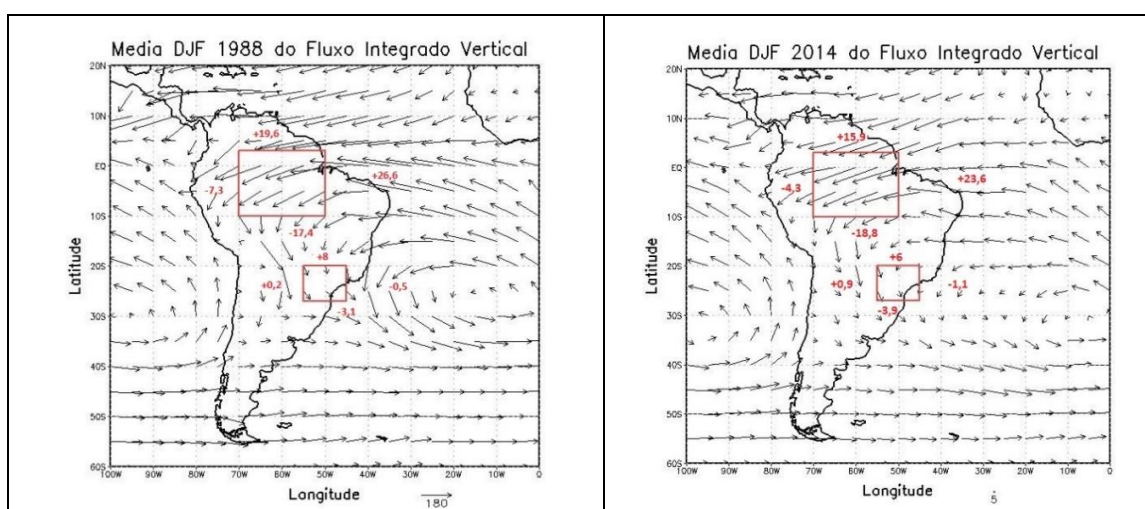 Media DJF 1988 do Fluxo Integrado Vertical
20N
10N
EQ
10S
20S
30S
40S
50S
60S
100W 90W 80W 70W 60W 50W 40W 30W 20W 10W 0
Latitude
Longitude
180
+19,6
-7,3
+26,6
-17,4
+8
+0,2
-0,5
-3,1
Media DJF 2014 do Fluxo Integrado Vertical
20N
10N
EQ
10S
20S
30S
40S
50S
60S
100W 90W 80W 70W 60W 50W 40W 30W 20W 10W 0
Latitude
Longitude
5
+15,9
-4,3
+23,6
-18,8
+6
+0,9
-1,1
-3,9